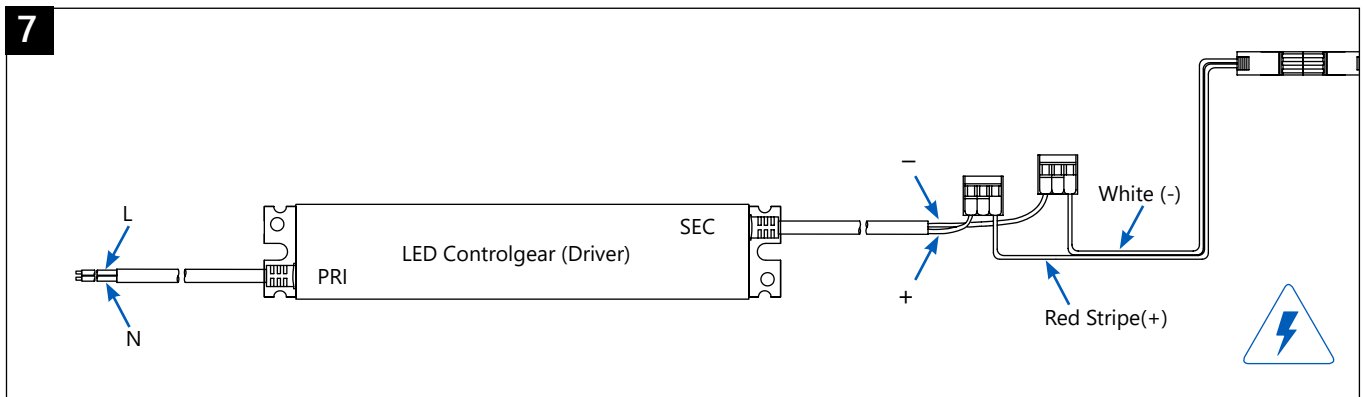 7
L
N
PRI
LED Controlgear (Driver)
SEC
–
+
White (-)
Red Stripe(+)